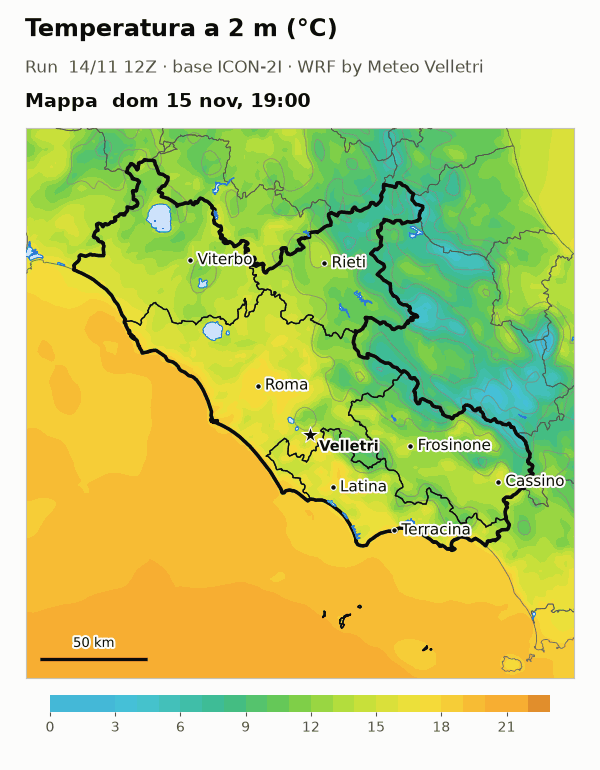 Temperatura a 2 m (°C)
Run 14/11 12Z · base ICON-2I · WRF by Meteo Velletri
Mappa dom 15 nov, 19:00
Viterbo
Rieti
Roma
Velletri
Frosinone
Cassino
Latina
Terracina
50 km
0 3 6 9 12 15 18 21